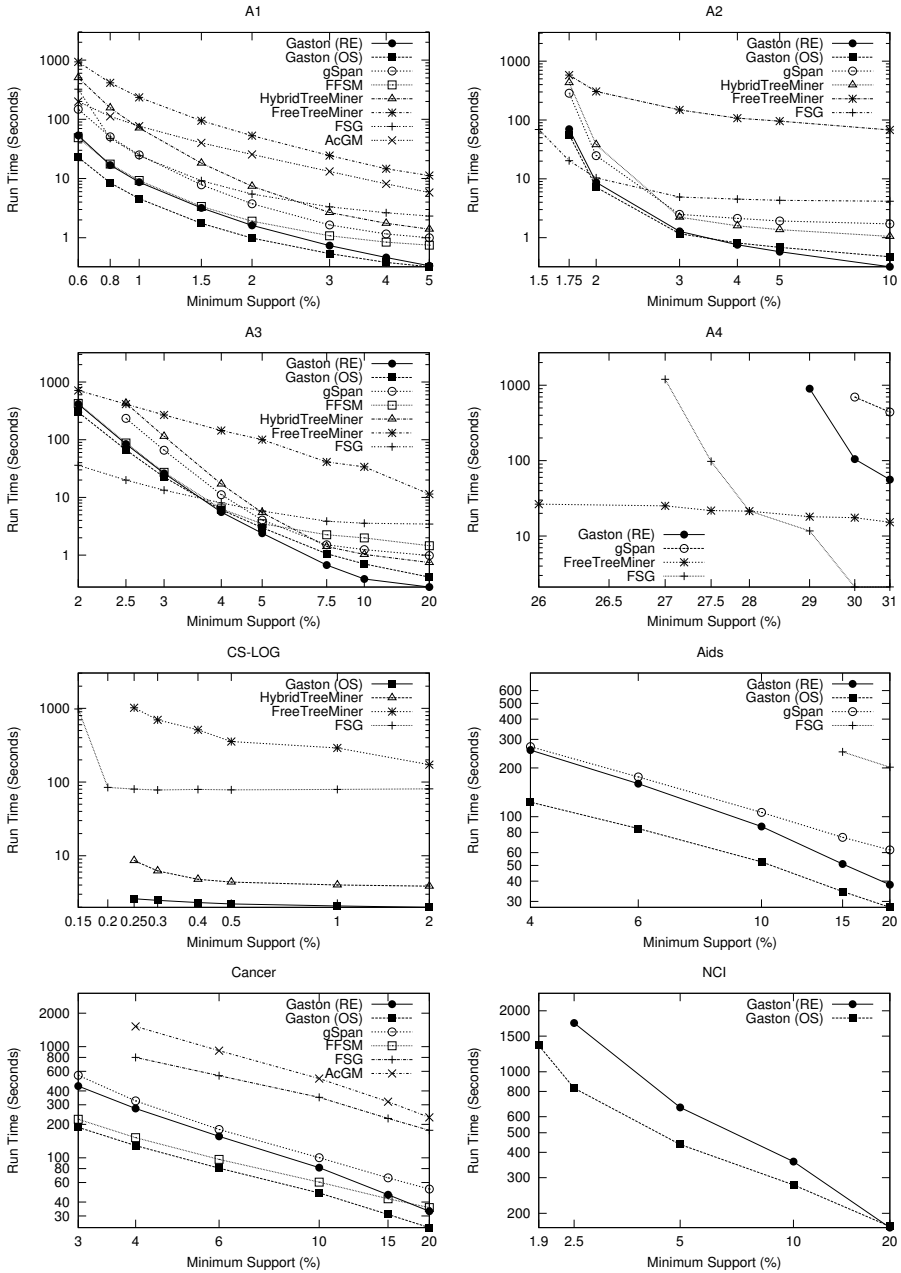 A1
Run Time (Seconds)
1000
100
10
1
0.6 0.8 1 1.5 2 3 4 5
Minimum Support (%)
Gaston (RE)
Gaston (OS)
gSpan
FFSM
HybridTreeMiner
FreeTreeMiner
FSG
AcGM
A2
Run Time (Seconds)
1000
100
10
1
1.5 1.75 2 3 4 5 10
Minimum Support (%)
Gaston (RE)
Gaston (OS)
gSpan
HybridTreeMiner
FreeTreeMiner
FSG
A3
Run Time (Seconds)
1000
100
10
1
2 2.5 3 4 5 7.5 10 20
Minimum Support (%)
Gaston (RE)
Gaston (OS)
gSpan
FFSM
HybridTreeMiner
FreeTreeMiner
FSG
A4
Run Time (Seconds)
1000
100
10
26 26.5 27 27.5 28 29 30 31
Minimum Support (%)
Gaston (RE)
gSpan
FreeTreeMiner
FSG
CS-LOG
Run Time (Seconds)
1000
100
10
0.15 0.2 0.25 0.3 0.4 0.5 1 2
Minimum Support (%)
Gaston (OS)
HybridTreeMiner
FreeTreeMiner
FSG
Aids
Run Time (Seconds)
600
500
400
300
200
100
80
60
50
40
30
4 6 10 15 20
Minimum Support (%)
Gaston (RE)
Gaston (OS)
gSpan
FSG
Cancer
Run Time (Seconds)
2000
1000
800
600
400
300
200
100
80
60
40
30
3 4 6 10 15 20
Minimum Support (%)
Gaston (RE)
Gaston (OS)
gSpan
FFSM
FSG
AcGM
NCI
Run Time (Seconds)
2000
1500
1000
800
600
500
400
300
200
1.9 2.5 5 10 20
Minimum Support (%)
Gaston (RE)
Gaston (OS)